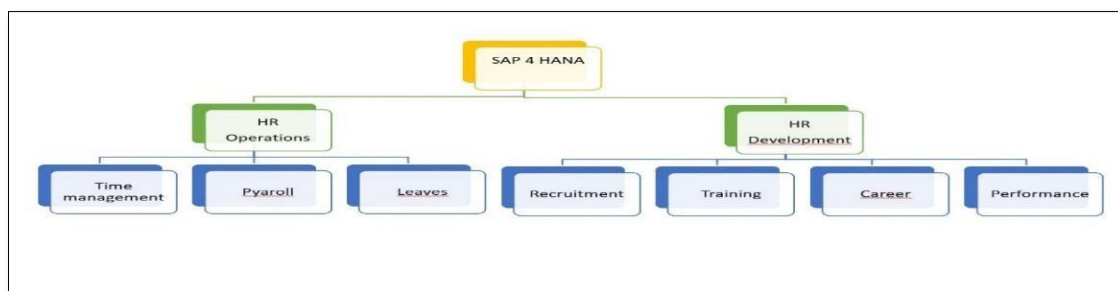 SAP 4 HANA
HR
Operations
HR
Development
Time
management
Pyaroll
Leaves
Recruitment
Training
Career
Performance